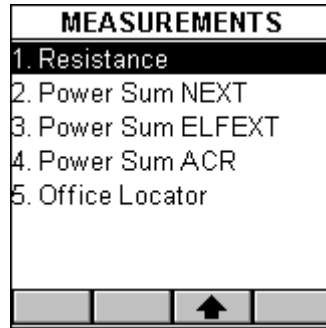 MEASUREMENTS
1. Resistance
2. Power Sum NEXT
3. Power Sum ELFEXT
4. Power Sum ACR
5. Office Locator